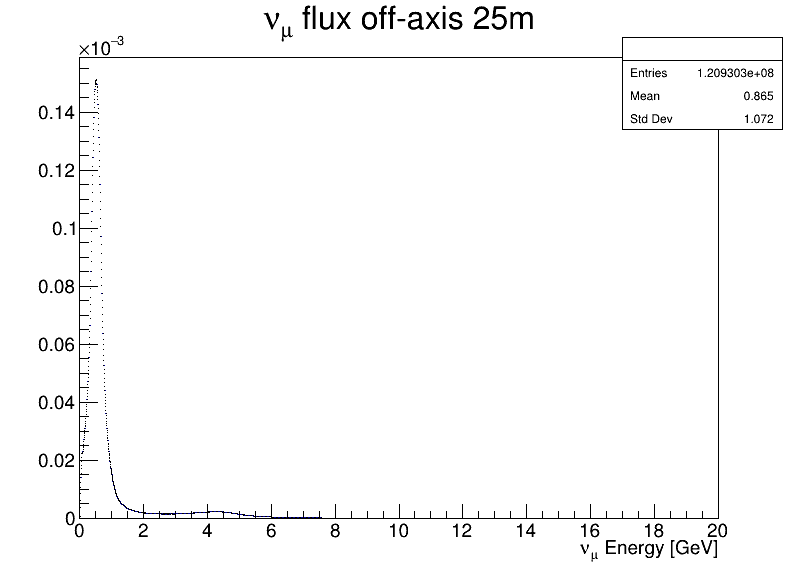 ν_μ flux off-axis 25m
×10⁻³
Entries 1.209303e+08
Mean 0.865
Std Dev 1.072
0.14
0.12
0.1
0.08
0.06
0.04
0.02
0
0 2 4 6 8 10 12 14 16 18 20
ν_μ Energy [GeV]